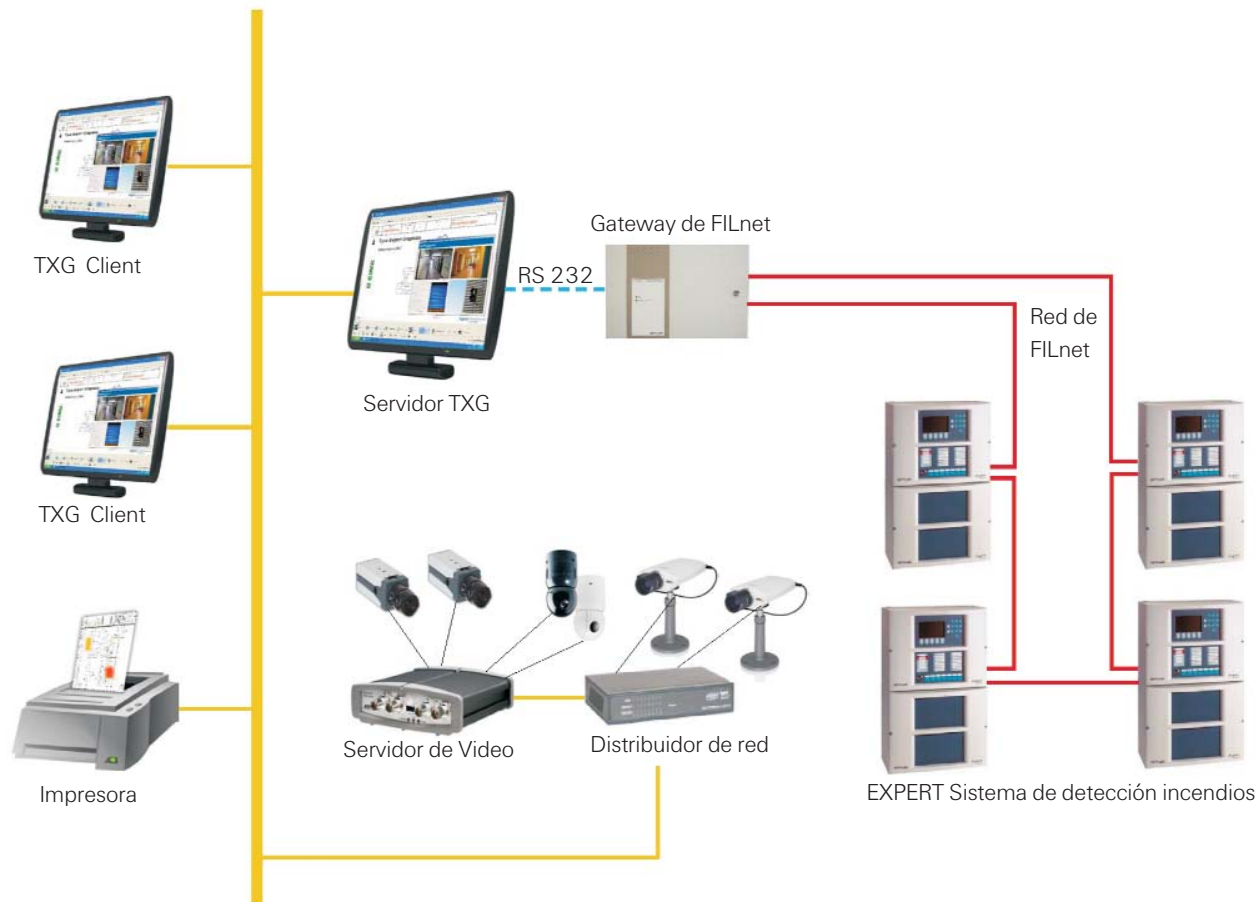 TXG Client
Gateway de FILnet
RS 232
Red de
FILnet
Servidor TXG
TXG Client
Servidor de Video
Distribuidor de red
Impresora
EXPERT Sistema de detección incendios